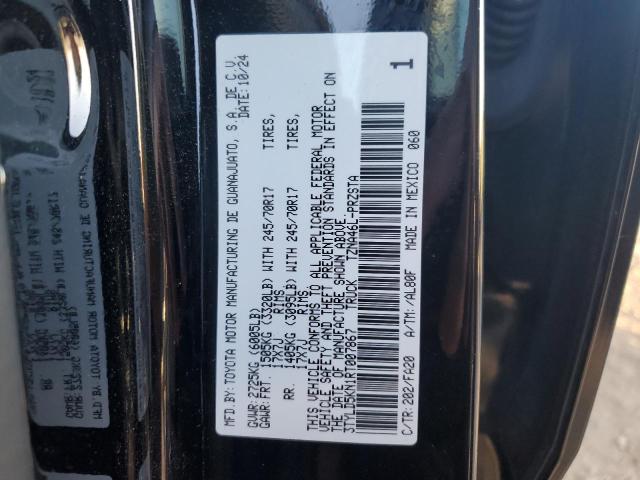 MFD.BY:TOYOTA MOTOR MANUFACTURING DE GUANAJUATO, S.A. DE C.V.
DATE: 10/24
GVWR: 2725KG (6005LB)
GAWR: FRT. 1505KG (3320LB) WITH 245/70R17 TIRES,
17X7J RIMS,
RR. 1405KG (3095LB) WITH 245/70R17 TIRES,
17X7J RIMS,
THIS VEHICLE CONFORMS TO ALL APPLICABLE FEDERAL MOTOR
VEHICLE SAFETY AND THEFT PREVENTION STANDARDS IN EFFECT ON
THE DATE OF MANUFACTURE SHOWN ABOVE.
TRUCK TZNA46L-PRZSTA
C/TR: 202/FA20 A/TM: /AL80F MADE IN MEXICO 060
1